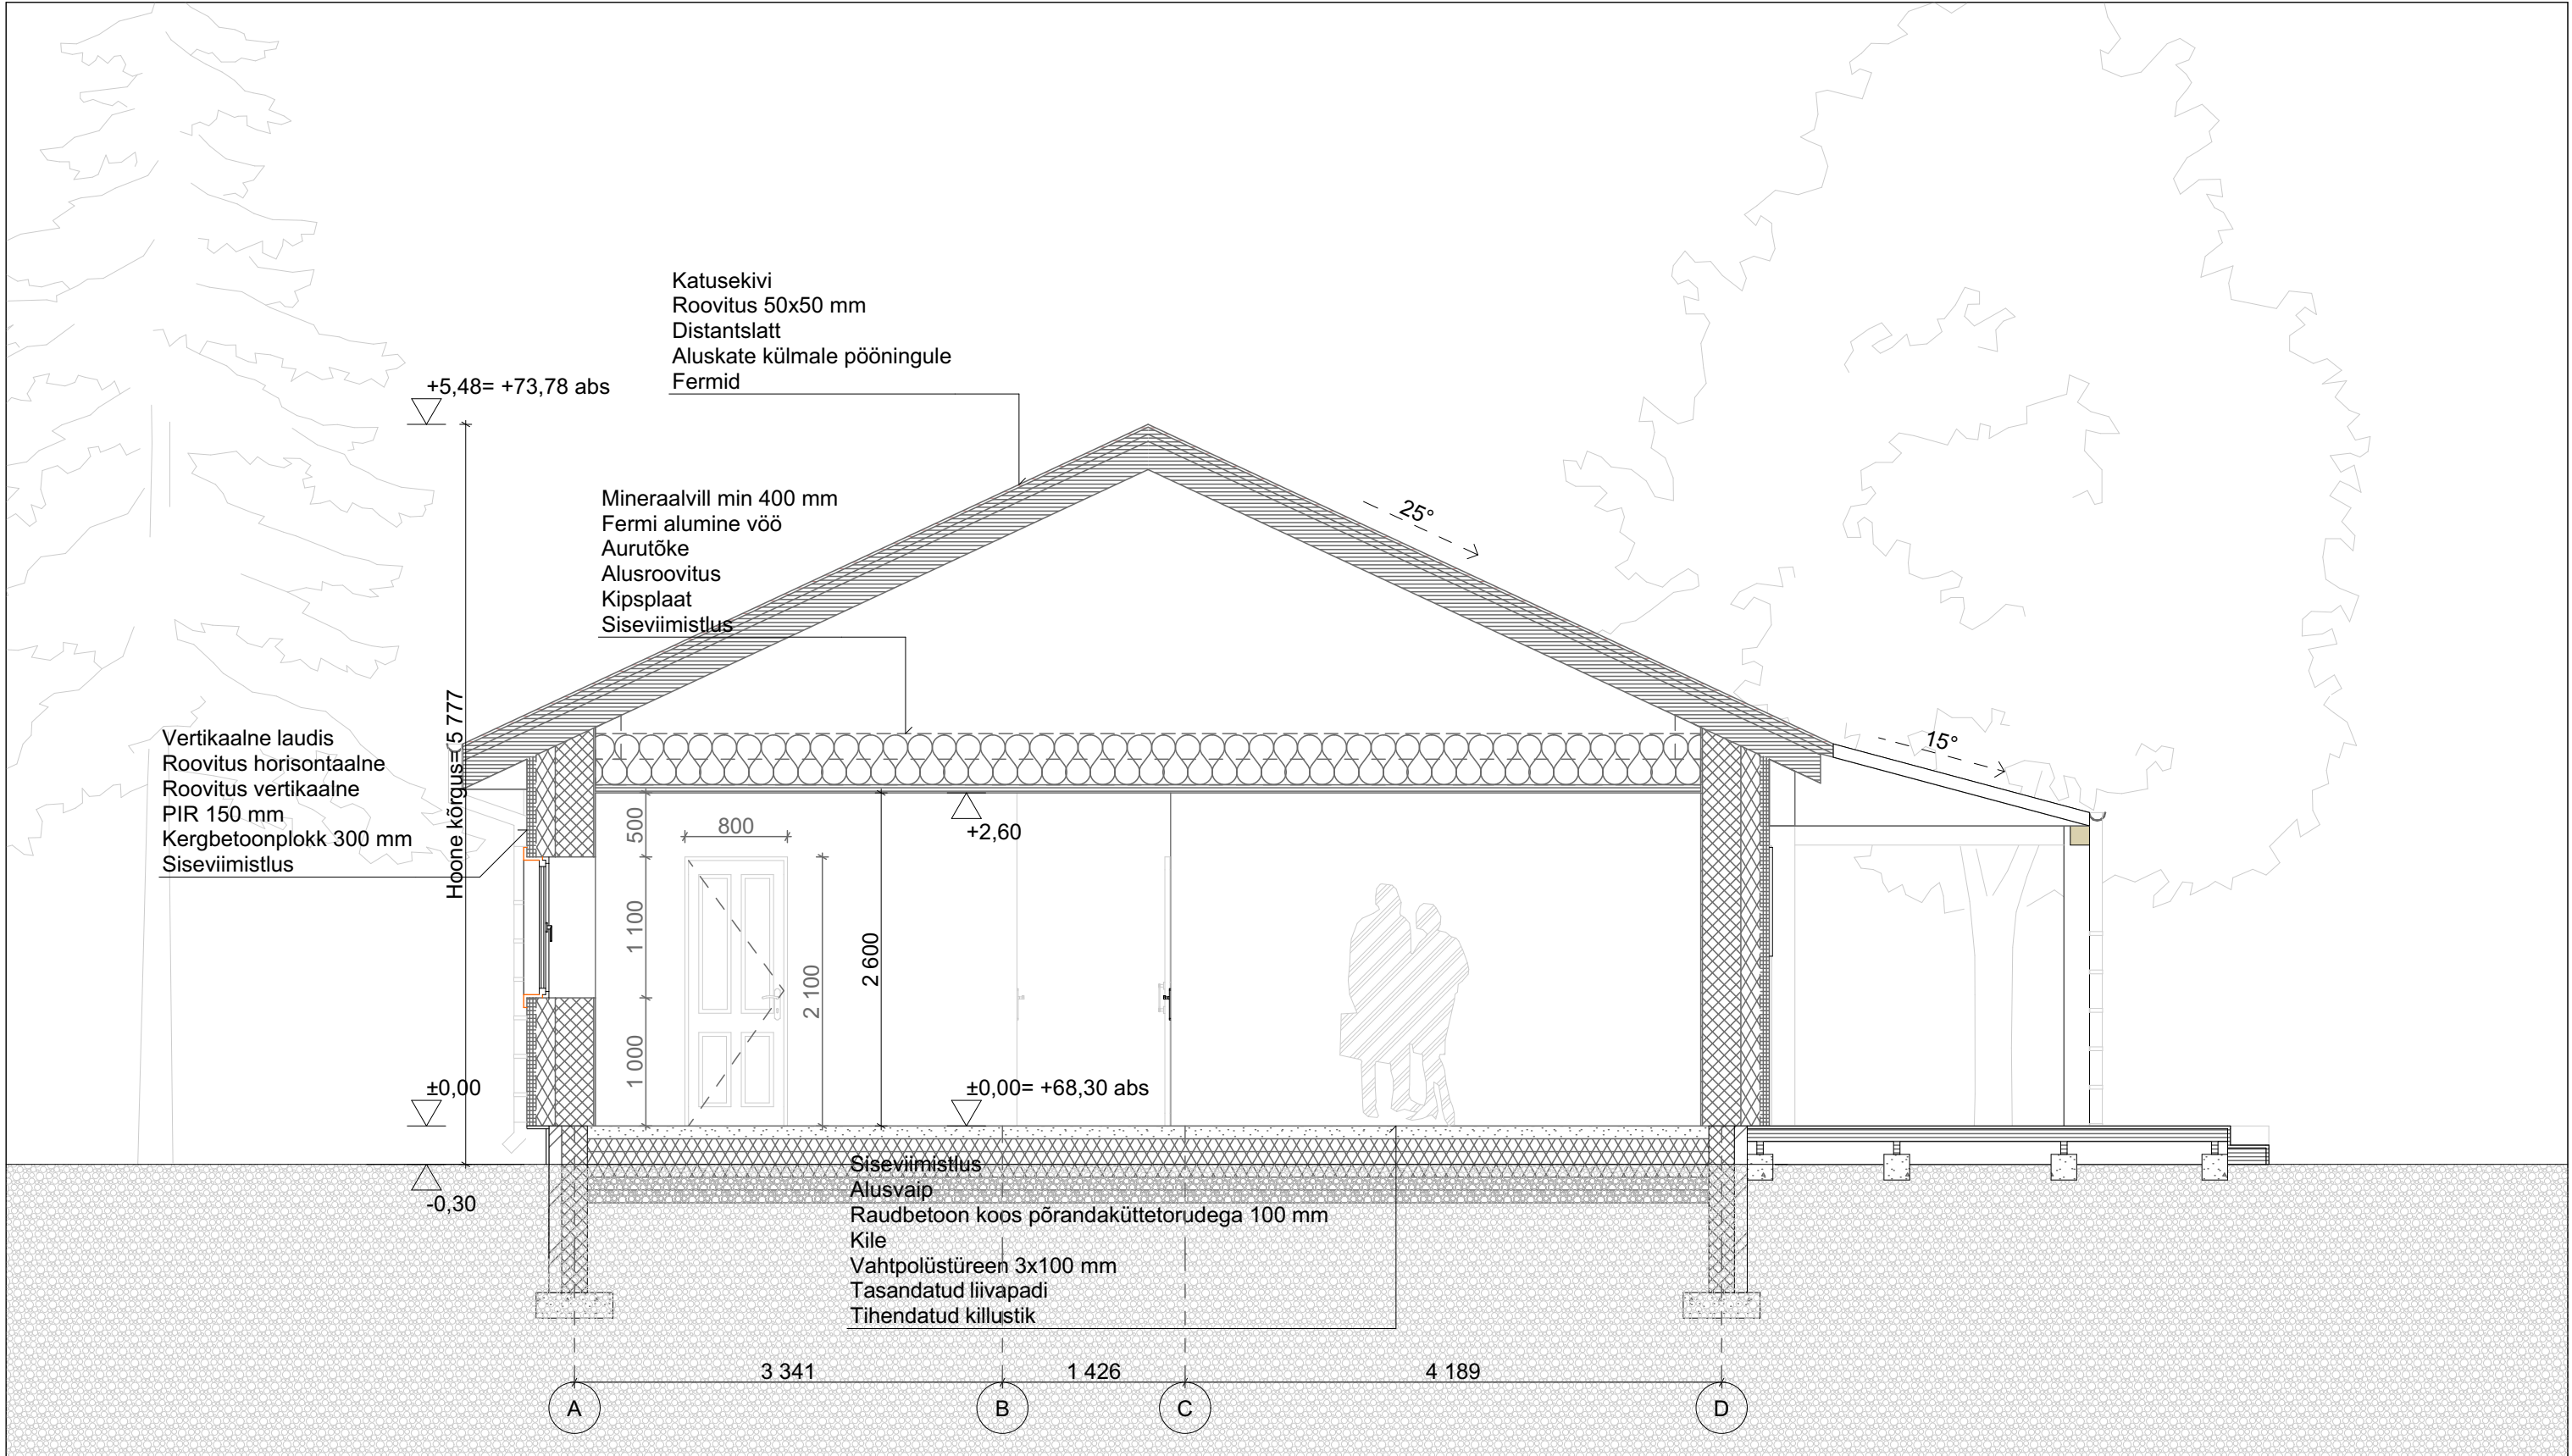 Katusekivi
Roovitus 50x50 mm
Distantslatt
Aluskate külmale pööningule
Fermid
+5,48= +73,78 abs
Mineraalvill min 400 mm
Fermi alumine vöö
Aurutõke
Alusroovitus
Kipsplaat
Siseviimistlus
25°
15°
Hoone kõrgus= 5 777
Vertikaalne laudis
Roovitus horisontaalne
Roovitus vertikaalne
PIR 150 mm
Kergbetoonplokk 300 mm
Siseviimistlus
500
800
+2,60
1 100
2 100
2 600
1 000
±0,00
±0,00= +68,30 abs
-0,30
Siseviimistlus
Alusvaip
Raudbetoon koos põrandaküttetorudega 100 mm
Kile
Vahtpolüstüreen 3x100 mm
Tasandatud liivapadi
Tihendatud killustik
3 341
1 426
4 189
A
B
C
D